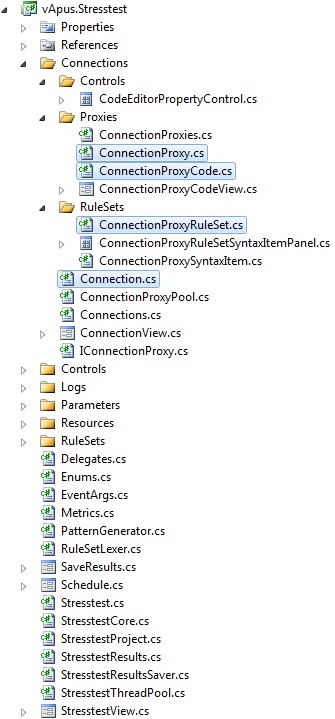 vApus.Stresstest
Properties
References
Connections
Controls
CodeEditorPropertyControl.cs
Proxies
ConnectionProxies.cs
ConnectionProxy.cs
ConnectionProxyCode.cs
ConnectionProxyCodeView.cs
RuleSets
ConnectionProxyRuleSet.cs
ConnectionProxyRuleSetSyntaxItemPanel.cs
ConnectionProxySyntaxItem.cs
Connection.cs
ConnectionProxyPool.cs
Connections.cs
ConnectionView.cs
IConnectionProxy.cs
Controls
Logs
Parameters
Resources
RuleSets
Delegates.cs
Enums.cs
EventArgs.cs
Metrics.cs
PatternGenerator.cs
RuleSetLexer.cs
SaveResults.cs
Schedule.cs
Stresstest.cs
StresstestCore.cs
StresstestProject.cs
StresstestResults.cs
StresstestResultsSaver.cs
StresstestThreadPool.cs
StresstestView.cs